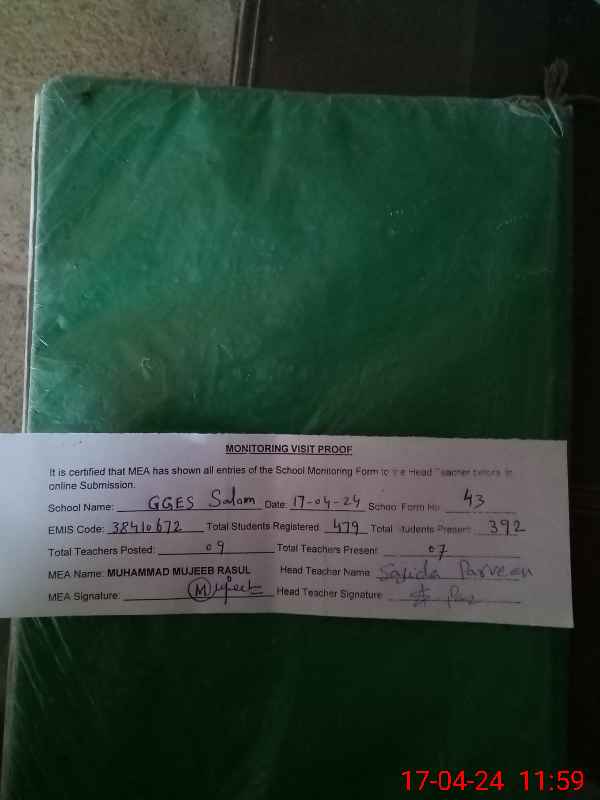 MONITORING VISIT PROOF
It is certified that MEA has shown all entries of the School Monitoring Form to the Head Teacher before its
online Submission.
School Name: GGES Salam Date: 17-04-24 School Form No 43
EMIS Code: 38410672 Total Students Registered 479 Total Students Present 392
Total Teachers Posted: 09 Total Teachers Present 07
MEA Name: MUHAMMAD MUJEEB RASUL Head Teacher Name Sajida Parveen
MEA Signature: Mujeeb Head Teacher Signature
17-04-24 11:59